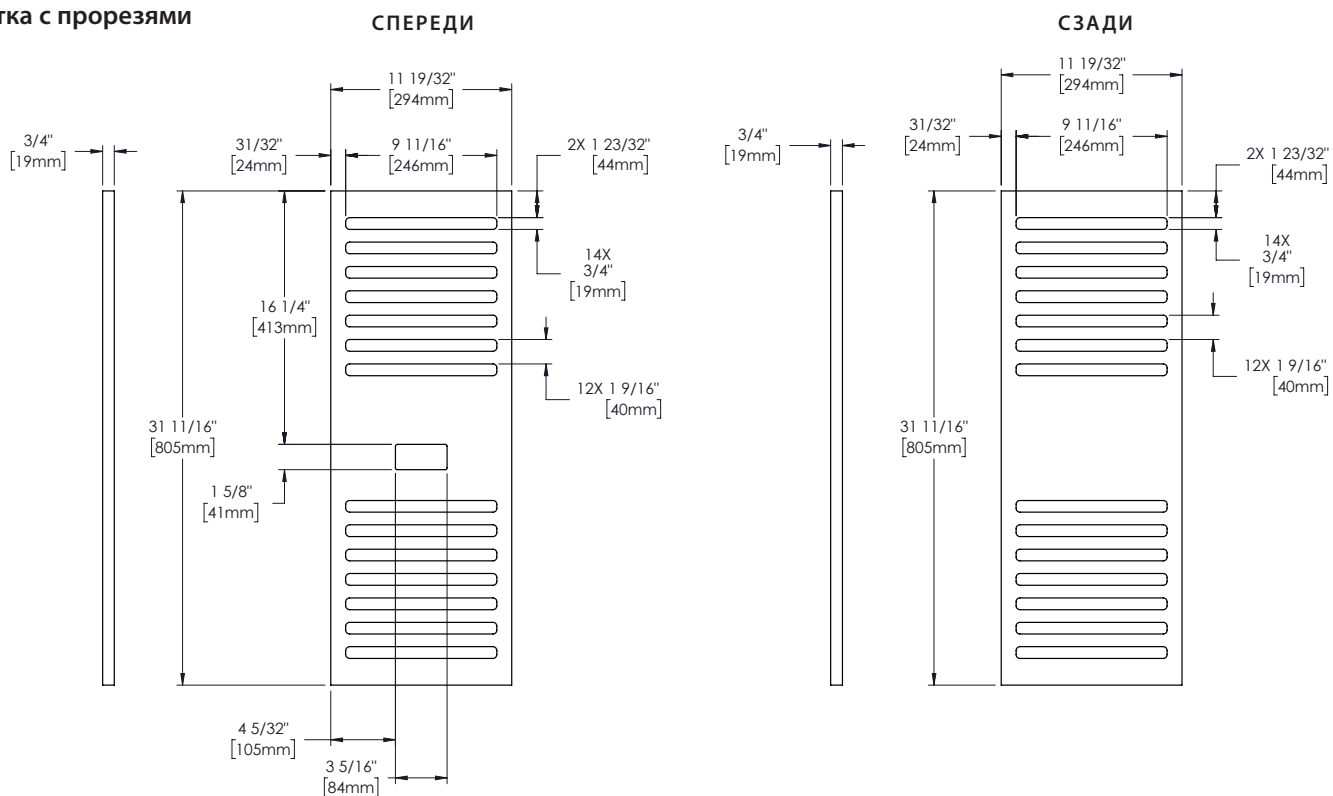 тка с прорезями
СПЕРЕДИ
11 19/32"
[294mm]
3/4"
[19mm]
31/32"
[24mm]
9 11/16"
[246mm]
2X 1 23/32"
[44mm]
14X
3/4"
[19mm]
16 1/4"
[413mm]
12X 1 9/16"
[40mm]
31 11/16"
[805mm]
1 5/8"
[41mm]
4 5/32"
[105mm]
3 5/16"
[84mm]
СЗАДИ
11 19/32"
[294mm]
3/4"
[19mm]
31/32"
[24mm]
9 11/16"
[246mm]
2X 1 23/32"
[44mm]
14X
3/4"
[19mm]
12X 1 9/16"
[40mm]
31 11/16"
[805mm]